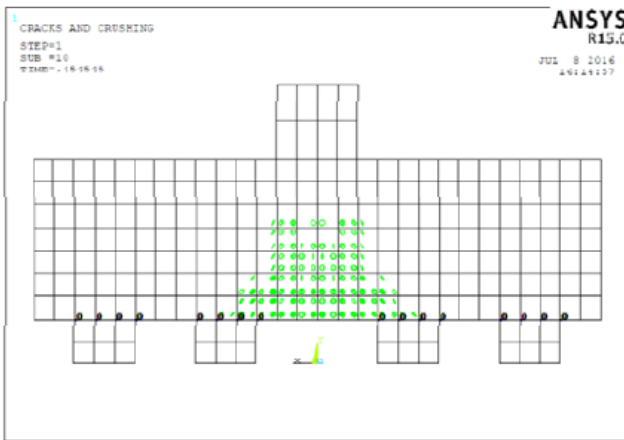 1
CRACKS AND CRUSHING
STEP=1
SUB =10
ANSYS
R15.0
JUL 8 2016